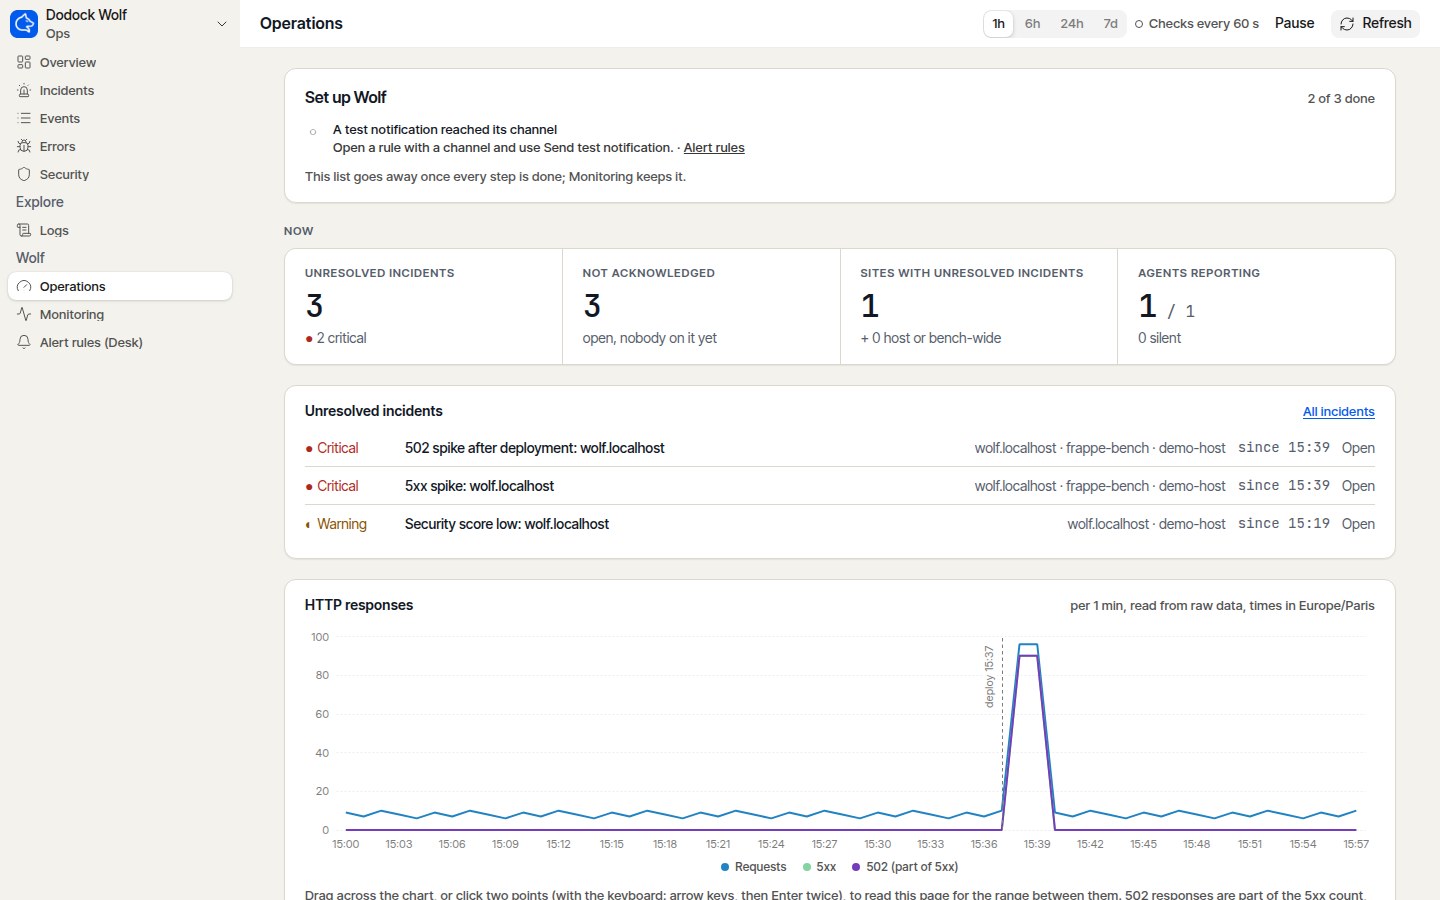 Dodock Wolf
Ops
Overview
Incidents
Events
Errors
Security
Explore
Logs
Wolf
Operations
Monitoring
Alert rules (Desk)
Operations
1h 6h 24h 7d Checks every 60 s Pause Refresh
Set up Wolf
2 of 3 done
A test notification reached its channel
Open a rule with a channel and use Send test notification. · Alert rules
This list goes away once every step is done; Monitoring keeps it.
NOW
UNRESOLVED INCIDENTS
3
2 critical
NOT ACKNOWLEDGED
3
open, nobody on it yet
SITES WITH UNRESOLVED INCIDENTS
1
+ 0 host or bench-wide
AGENTS REPORTING
1 / 1
0 silent
Unresolved incidents
All incidents
Critical 502 spike after deployment: wolf.localhost wolf.localhost · frappe-bench · demo-host since 15:39 Open
Critical 5xx spike: wolf.localhost wolf.localhost · frappe-bench · demo-host since 15:39 Open
Warning Security score low: wolf.localhost wolf.localhost · demo-host since 15:19 Open
HTTP responses
per 1 min, read from raw data, times in Europe/Paris
100
80
60
40
20
0
deploy 15:37
15:00 15:03 15:06 15:09 15:12 15:15 15:18 15:21 15:24 15:27 15:30 15:33 15:36 15:39 15:42 15:45 15:48 15:51 15:54 15:57
Requests 5xx 502 (part of 5xx)
Drag across the chart, or click two points (with the keyboard: arrow keys, then Enter twice), to read this page for the range between them. 502 responses are part of the 5xx count,